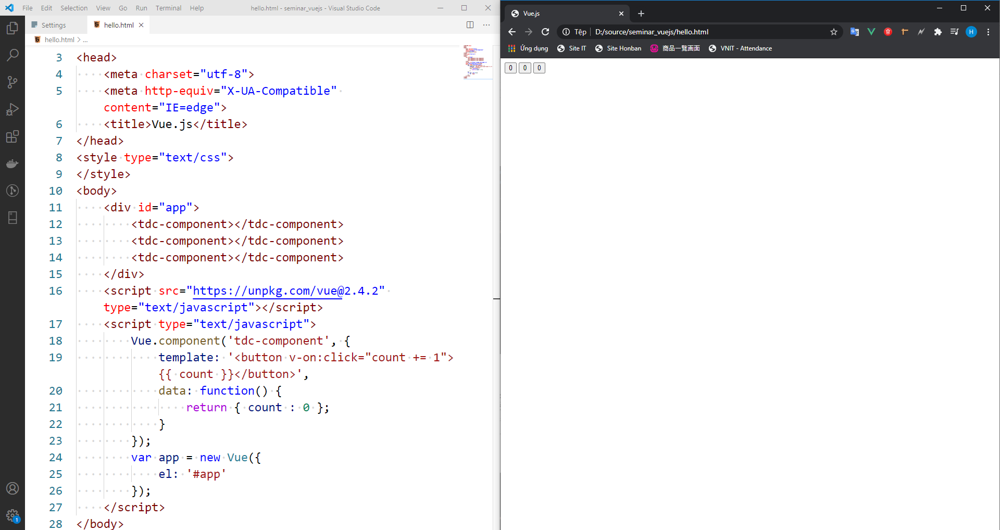 File Edit Selection View Go Run Terminal Help hello.html - seminar_vuejs - Visual Studio Code
Settings hello.html
hello.html > ...
3 <head>
4 <meta charset="utf-8">
5 <meta http-equiv="X-UA-Compatible"
content="IE=edge">
6 <title>Vue.js</title>
7 </head>
8 <style type="text/css">
9 </style>
10 <body>
11 <div id="app">
12 <tdc-component></tdc-component>
13 <tdc-component></tdc-component>
14 <tdc-component></tdc-component>
15 </div>
16 <script src="https://unpkg.com/vue@2.4.2"
type="text/javascript"></script>
17 <script type="text/javascript">
18 Vue.component('tdc-component', {
19 template: '<button v-on:click="count += 1">
{{ count }}</button>',
20 data: function() {
21 return { count : 0 };
22 }
23 });
24 var app = new Vue({
25 el: '#app'
26 });
27 </script>
28 </body>
1
Vue.js
Tệp D:/source/seminar_vuejs/hello.html
H
Ứng dụng Site IT Site Honban 商品一覧画面 VNIT - Attendance
0 0 0